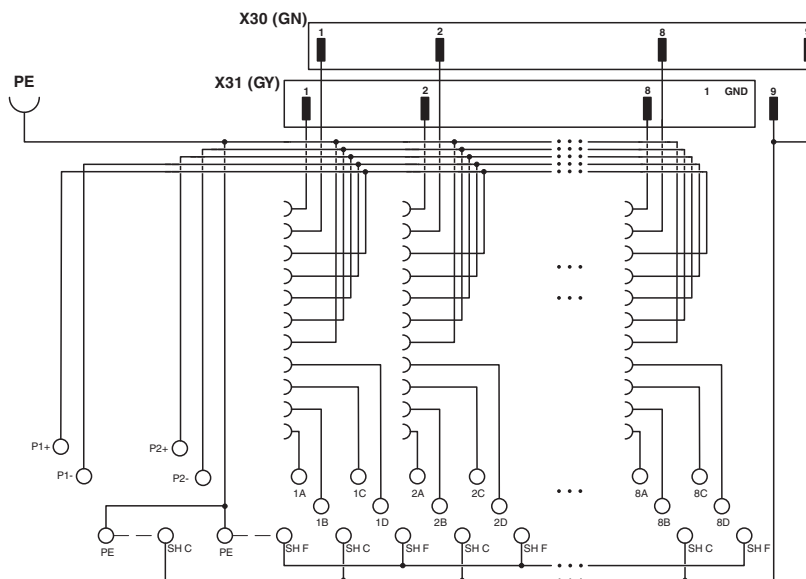 X30 (GN)
1 2 8
PE
X31 (GY)
1 2 8 1 GND 9
P1+ P2+
P1- P2- 1A 1C 2A 2C 8A 8C
1B 1D 2B 2D 8B 8D
PE SH C PE SH F SH C SH F SH C SH F SH C SH F